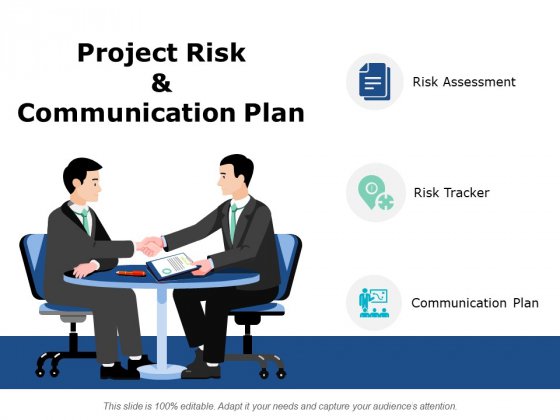 Project Risk
&
Communication Plan
Risk Assessment
Risk Tracker
Communication Plan
This slide is 100% editable. Adapt it your needs and capture your audience's attention.